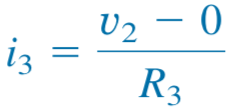 i₃ = (v₂ − 0) / R₃